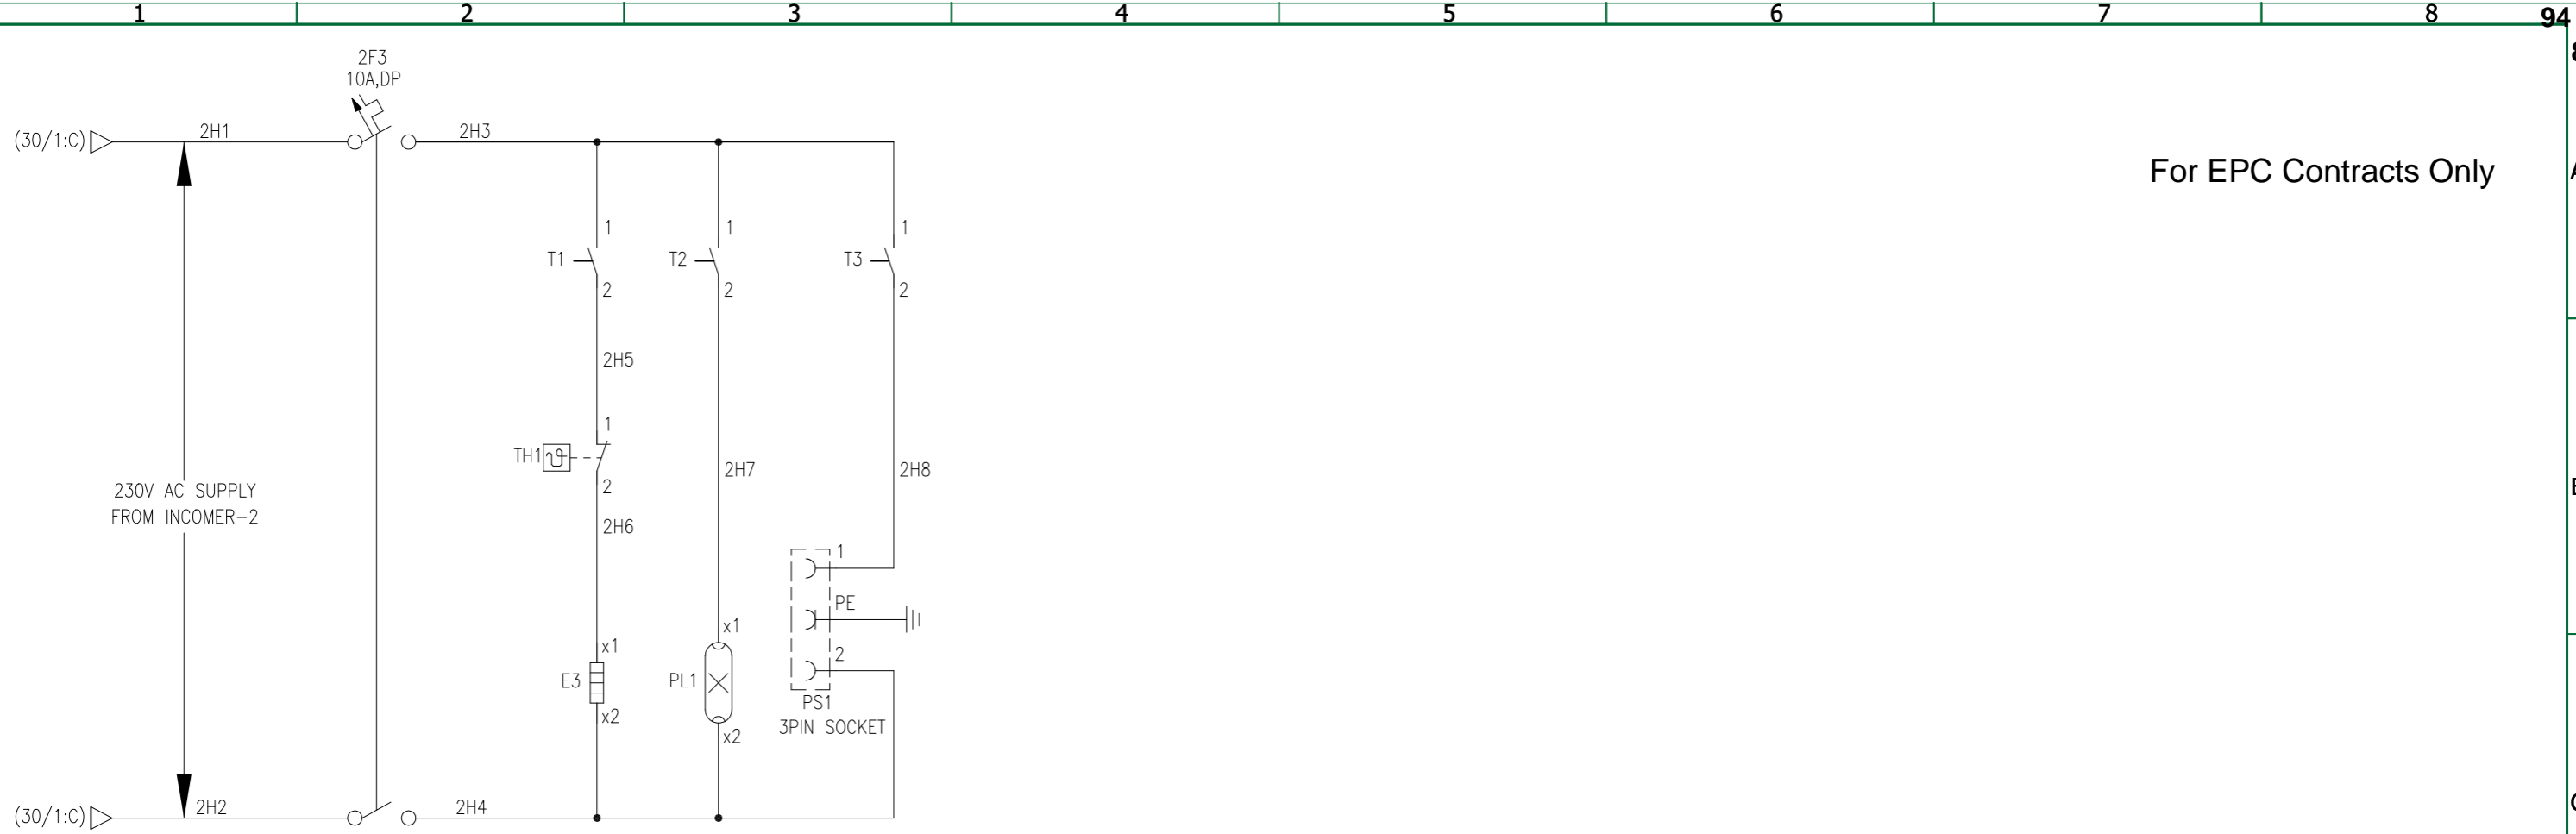 1 2 3 4 5 6 7 8 94
2F3
10A,DP
(30/1:C) 2H1 2H3
For EPC Contracts Only
1 1 1
T1 T2 T3
2 2 2
2H5
1
TH1
2H7 2H8
2
230V AC SUPPLY
FROM INCOMER-2
2H6
1
PE
x1
x1 2
E3 PL1
PS1
x2
3PIN SOCKET
x2
(30/1:C) 2H2 2H4